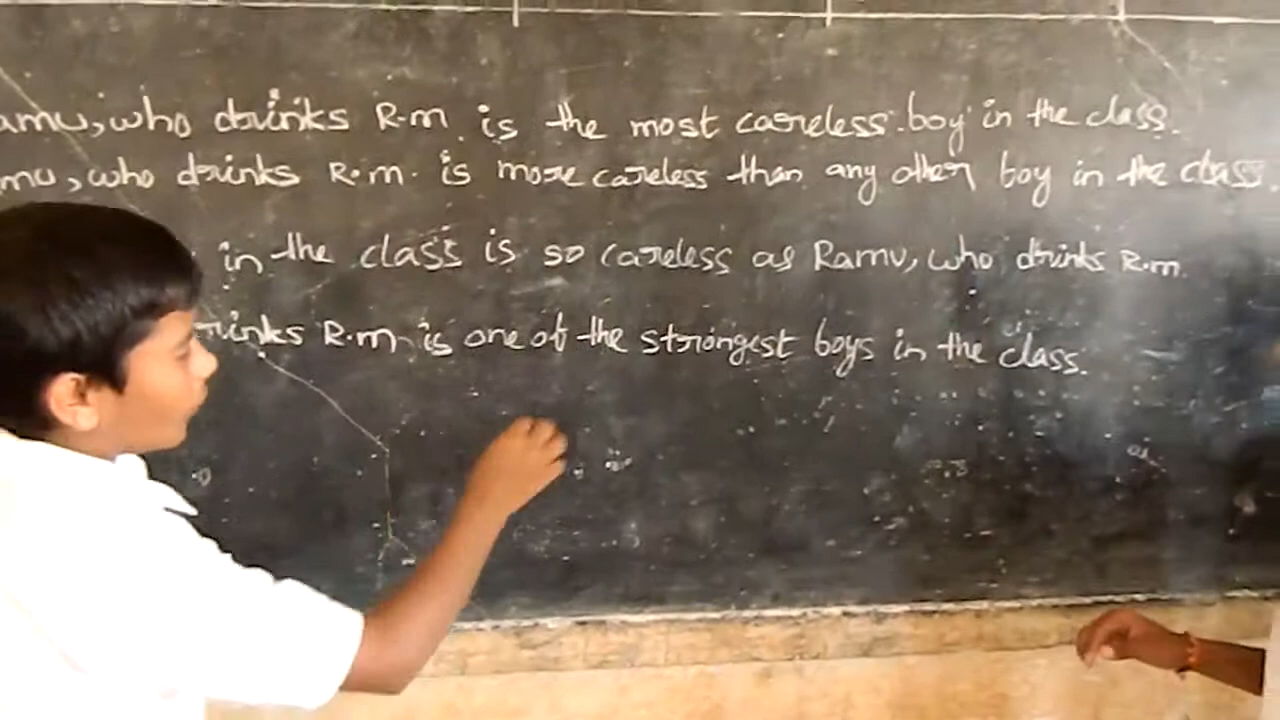 amu, who drinks R.m. is the most careless boy in the class.
mu, who drinks R.m. is more careless than any other boy in the class.
in the class is so careless as Ramu, who drinks R.m.
rinks R.m. is one of the strongest boys in the class.